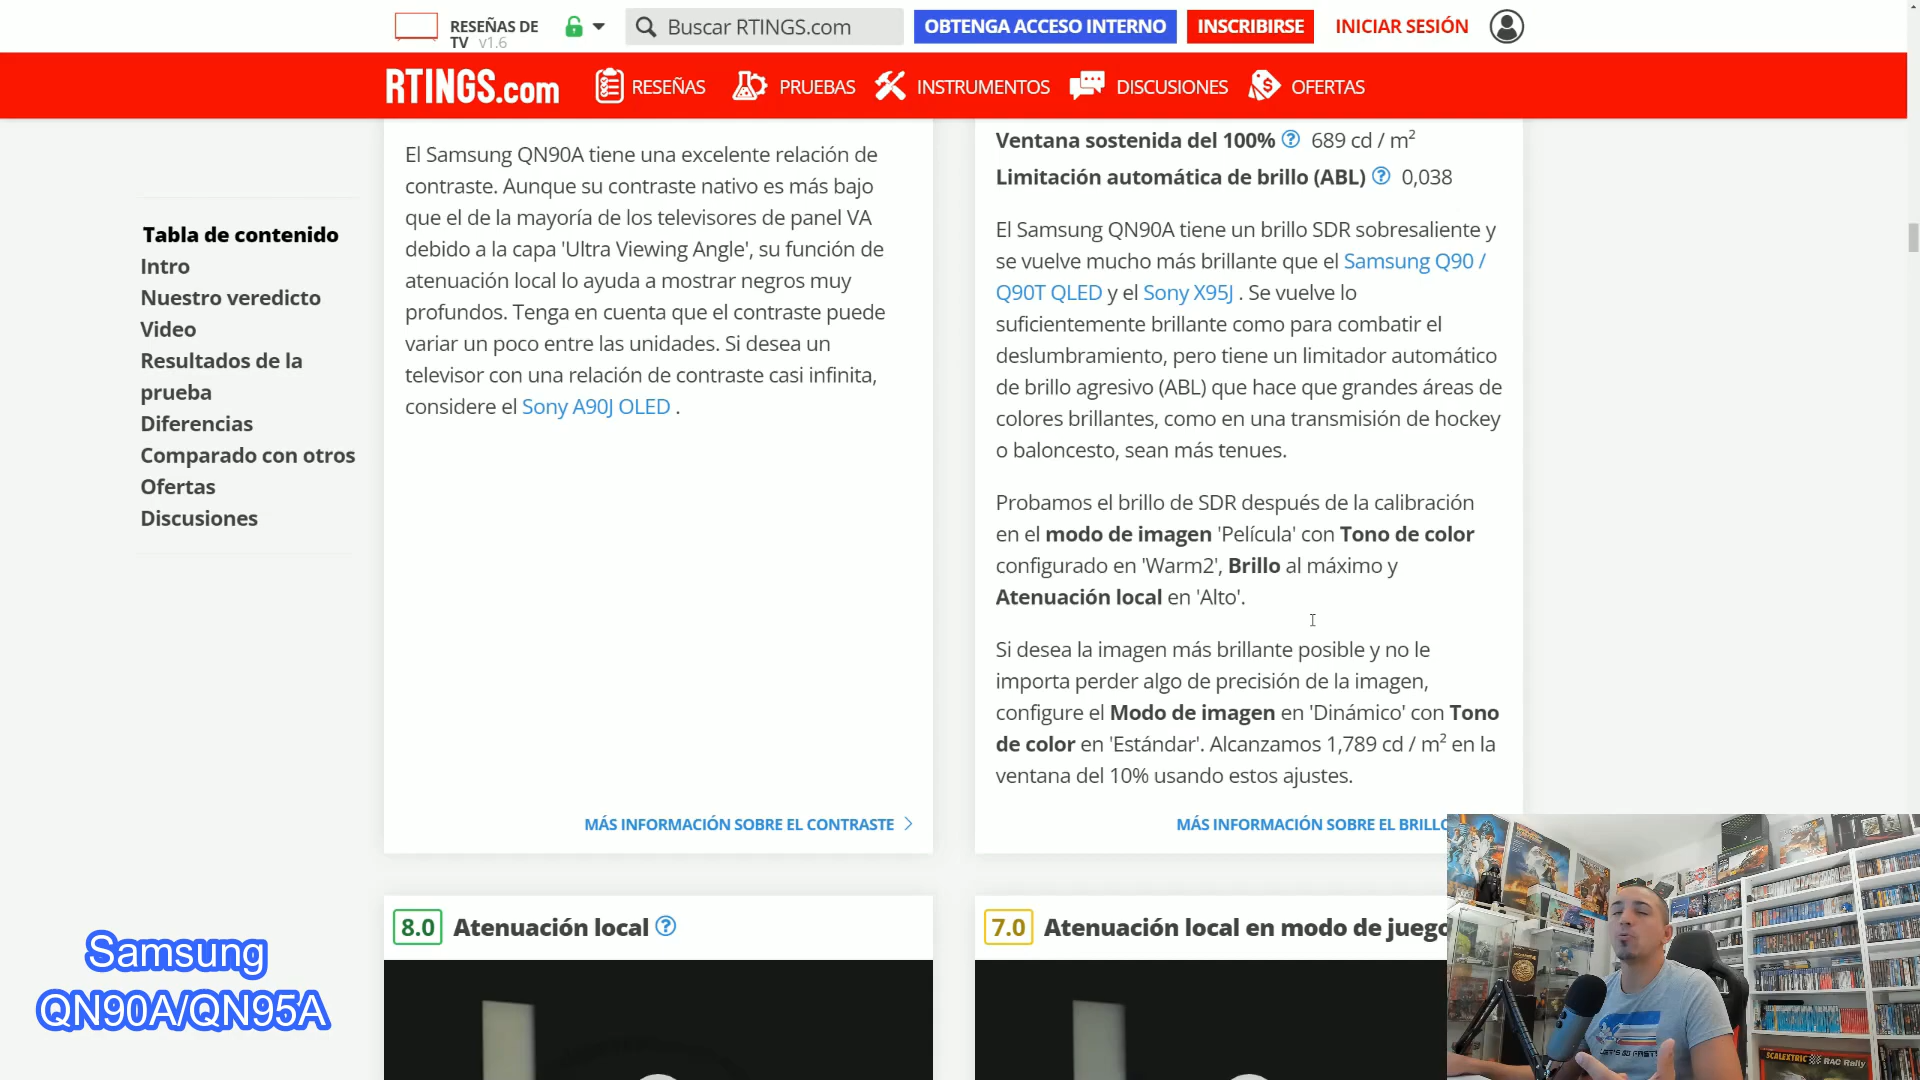 RESEÑAS DE
TV v1.6
Buscar RTINGS.com
OBTENGA ACCESO INTERNO
INSCRIBIRSE
INICIAR SESIÓN
RTINGS.com
RESEÑAS
PRUEBAS
INSTRUMENTOS
DISCUSIONES
OFERTAS
Tabla de contenido
Intro
Nuestro veredicto
Video
Resultados de la
prueba
Diferencias
Comparado con otros
Ofertas
Discusiones
El Samsung QN90A tiene una excelente relación de
contraste. Aunque su contraste nativo es más bajo
que el de la mayoría de los televisores de panel VA
debido a la capa 'Ultra Viewing Angle', su función de
atenuación local lo ayuda a mostrar negros muy
profundos. Tenga en cuenta que el contraste puede
variar un poco entre las unidades. Si desea un
televisor con una relación de contraste casi infinita,
considere el Sony A90J OLED .
MÁS INFORMACIÓN SOBRE EL CONTRASTE
Ventana sostenida del 100% ? 689 cd / m²
Limitación automática de brillo (ABL) ? 0,038
El Samsung QN90A tiene un brillo SDR sobresaliente y
se vuelve mucho más brillante que el Samsung Q90 /
Q90T QLED y el Sony X95J . Se vuelve lo
suficientemente brillante como para combatir el
deslumbramiento, pero tiene un limitador automático
de brillo agresivo (ABL) que hace que grandes áreas de
colores brillantes, como en una transmisión de hockey
o baloncesto, sean más tenues.
Probamos el brillo de SDR después de la calibración
en el modo de imagen 'Película' con Tono de color
configurado en 'Warm2', Brillo al máximo y
Atenuación local en 'Alto'.
Si desea la imagen más brillante posible y no le
importa perder algo de precisión de la imagen,
configure el Modo de imagen en 'Dinámico' con Tono
de color en 'Estándar'. Alcanzamos 1,789 cd / m² en la
ventana del 10% usando estos ajustes.
MÁS INFORMACIÓN SOBRE EL BRILLO
8.0 Atenuación local ?
7.0 Atenuación local en modo de juego
Samsung
QN90A/QN95A
SCALEXTRIC RAC Rally